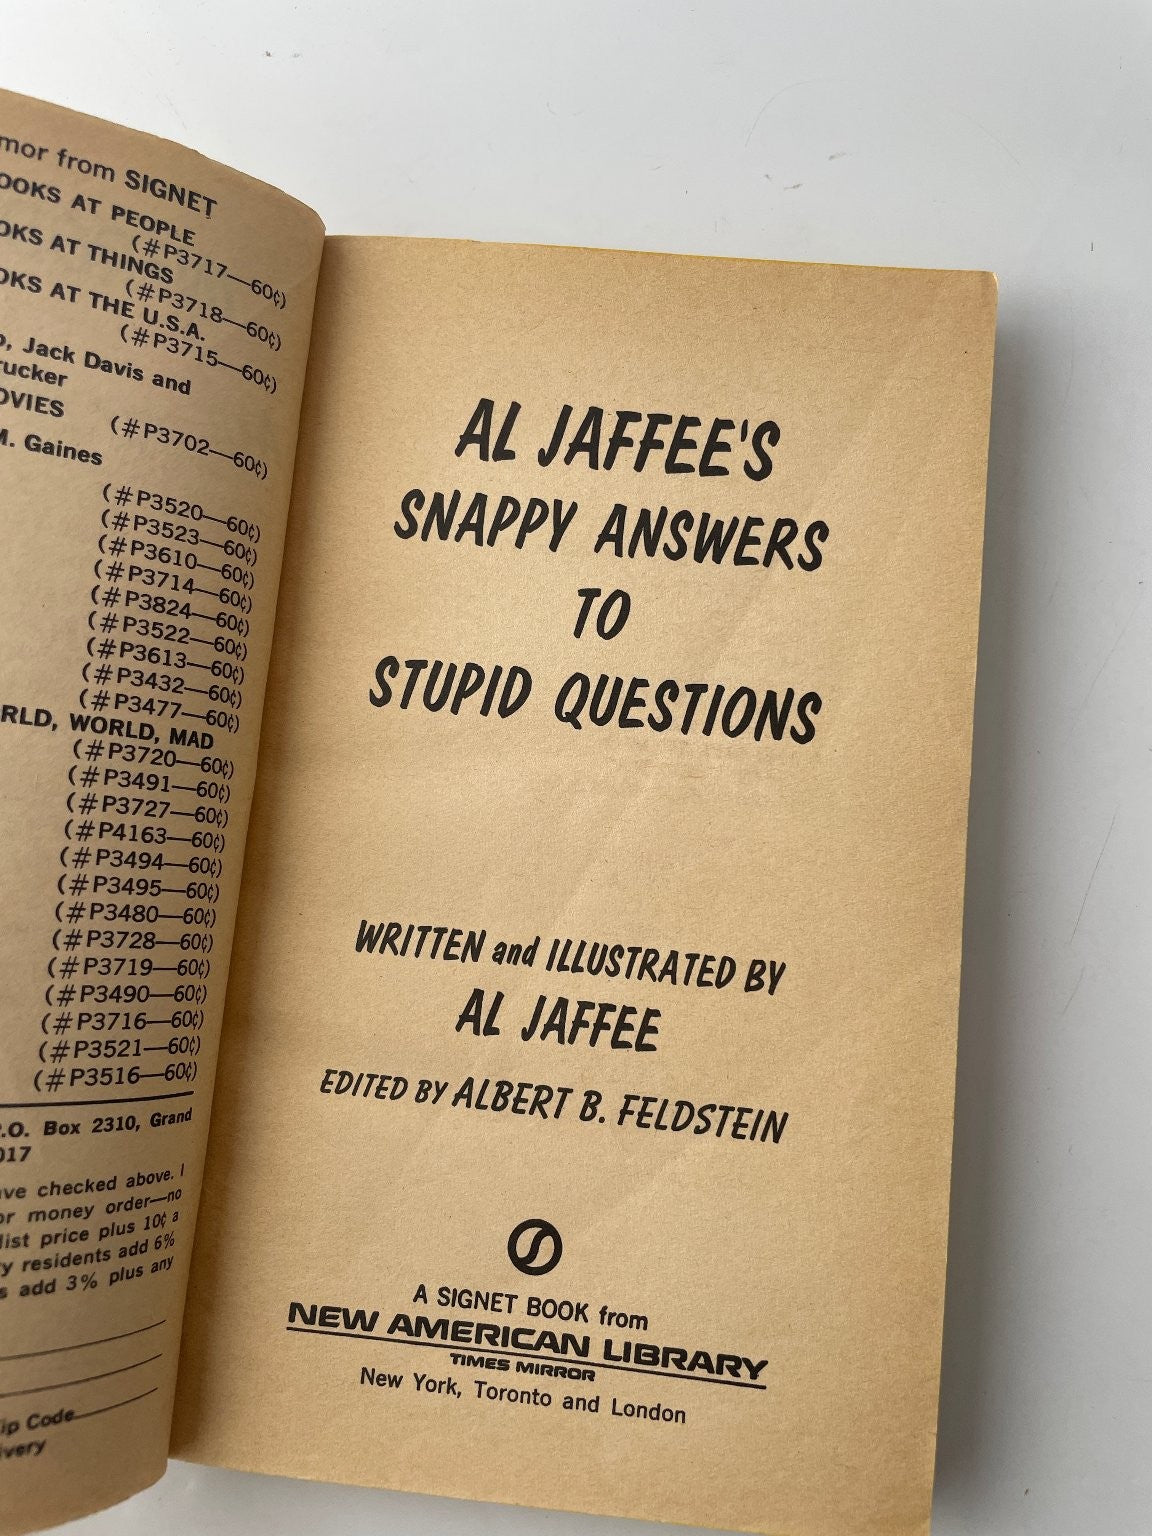 from SIGNET
AT PEOPLE
(#P3717—60¢)
AT THINGS
(#P3718—60¢)
AT THE U.S.A.
(#P3715—60¢)
Jack Davis and
OVIES
(#P3702—60¢)
M. Gaines
(#P3520—60¢)
(#P3523—60¢)
(#P3610—60¢)
(#P3714—60¢)
(#P3824—60¢)
(#P3522—60¢)
(#P3613—60¢)
(#P3432—60¢)
(#P3477—60¢)
RLD, WORLD, MAD
(#P3720—60¢)
(#P3491—60¢)
(#P3727—60¢)
(#P4163—60¢)
(#P3494—60¢)
(#P3495—60¢)
(#P3480—60¢)
(#P3728—60¢)
(#P3719—60¢)
(#P3490—60¢)
(#P3716—60¢)
(#P3521—60¢)
(#P3516—60¢)
.O. Box 2310, Grand
017
ve checked above. I
or money order—no
list price plus 10¢ a
y residents add 6%
s add 3% plus any
ip Code
ivery
AL JAFFEE'S
SNAPPY ANSWERS
TO
STUPID QUESTIONS
WRITTEN and ILLUSTRATED BY
AL JAFFEE
EDITED BY ALBERT B. FELDSTEIN
A SIGNET BOOK from
NEW AMERICAN LIBRARY
TIMES MIRROR
New York, Toronto and London